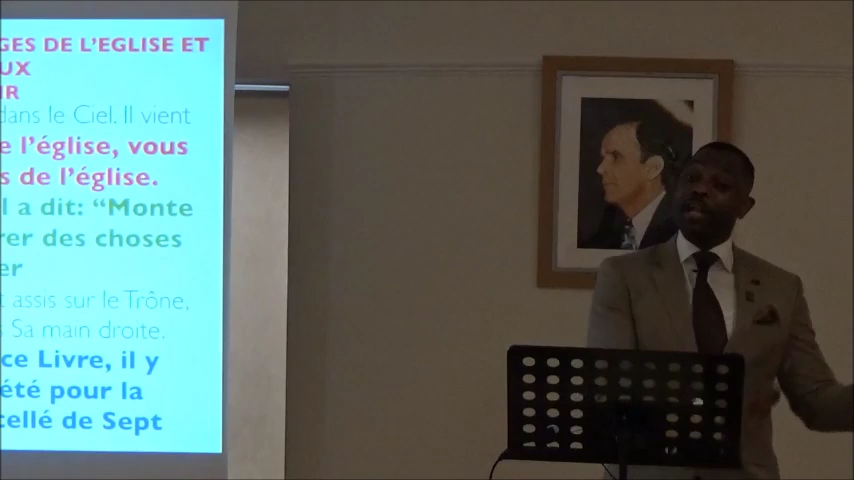 GES DE L'EGLISE ET
UX
IR
dans le Ciel. Il vient
e l'église, vous
s de l'église.
l a dit: “Monte
rer des choses
er
t assis sur le Trône,
s Sa main droite.
ce Livre, il y
été pour la
cellé de Sept